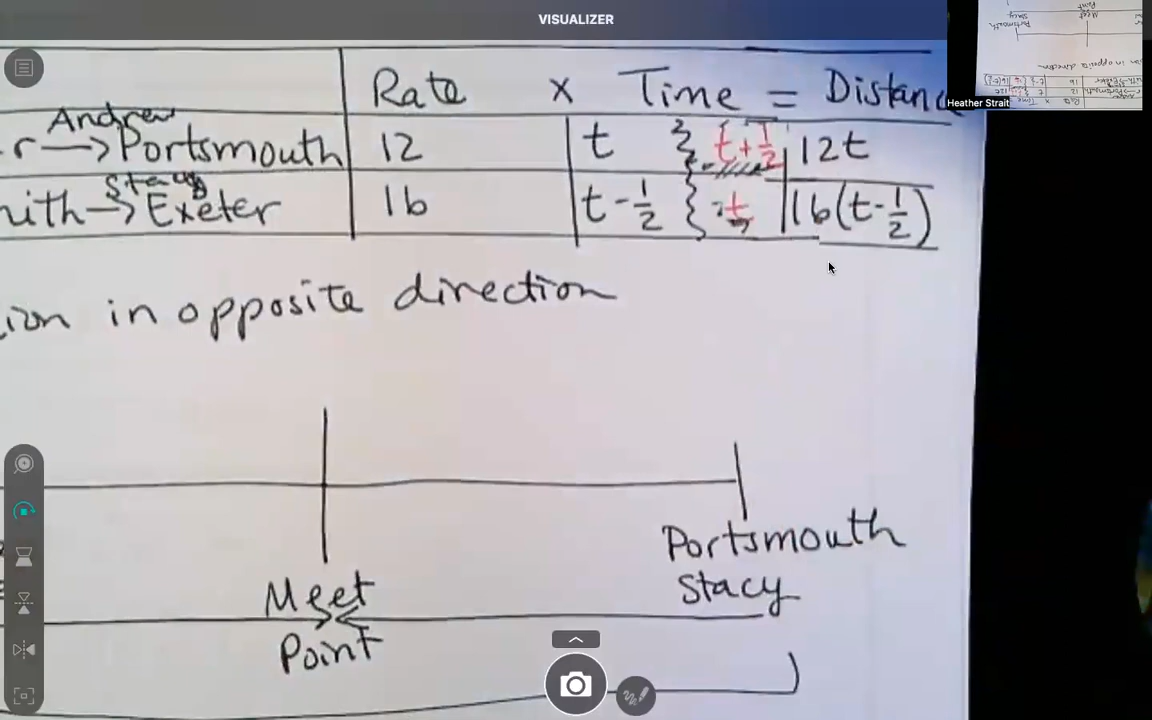 VISUALIZER
Heather Strait
Rate x Time = Distanc
Andrew
r → Portsmouth 12 t } t + 1/2 12t
Stacy
mith → Exeter 16 t - 1/2 } t 16(t - 1/2)
ion in opposite direction
Portsmouth
Stacy
Meet
Point